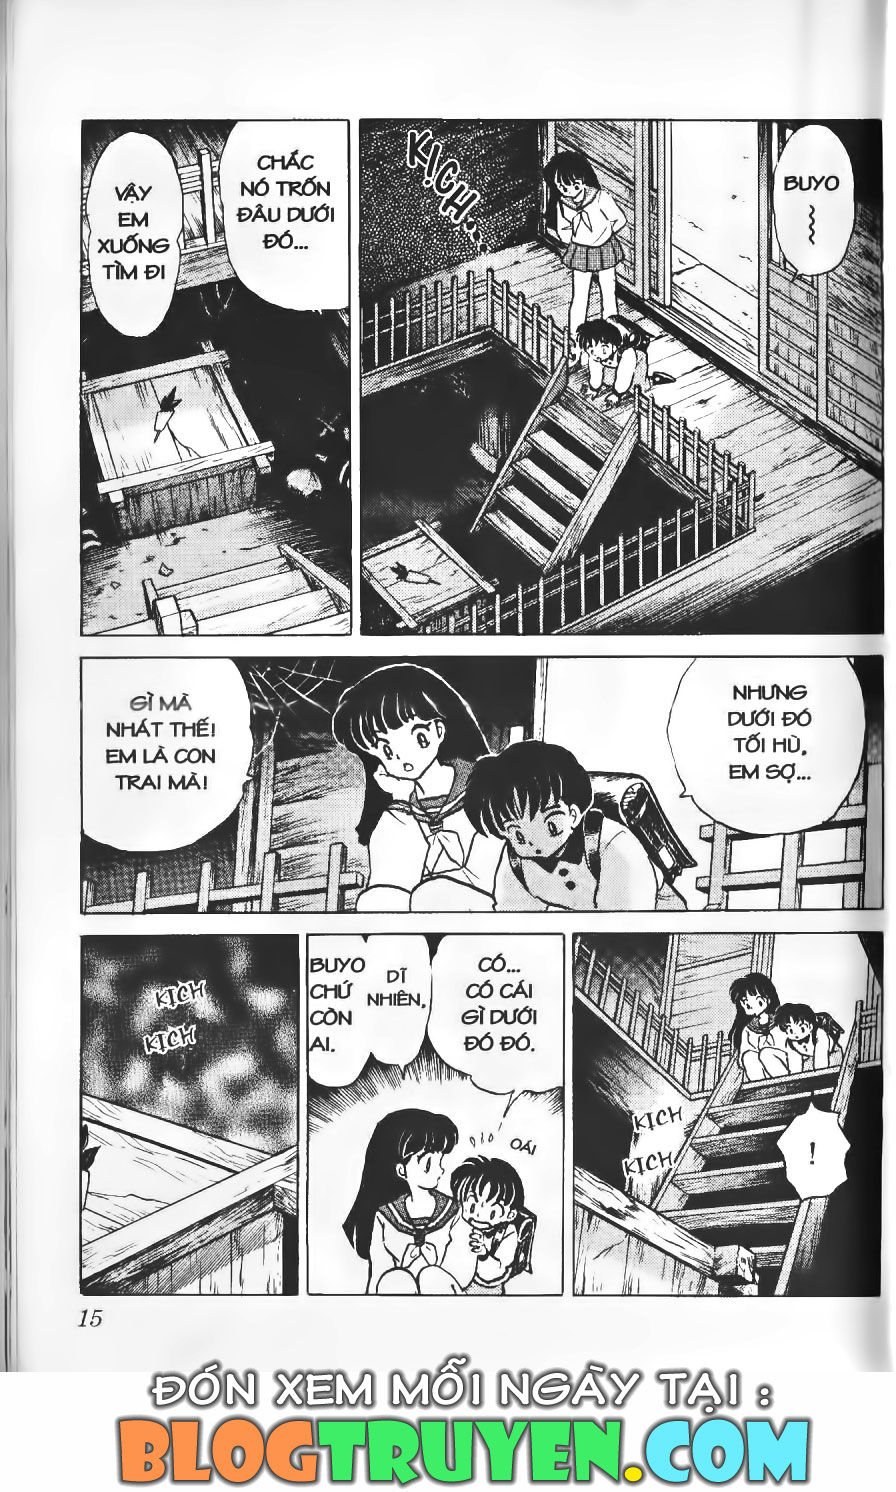 BUYO
KỊCH...
CHẮC
NÓ TRỐN
ĐÂU DƯỚI
ĐÓ...
VẬY
EM
XUỐNG
TÌM ĐI
NHƯNG
DƯỚI ĐÓ
TỐI HÙ,
EM SỢ...
GÌ MÀ
NHÁT THẾ!
EM LÀ CON
TRAI MÀ!
KỊCH
KỊCH
!
CÓ...
CÓ CÁI
GÌ DƯỚI
ĐÓ ĐÓ.
OÁI
DĨ
NHIÊN,
BUYO
CHỨ
CÒN
AI.
KỊCH
KỊCH
15
ĐÓN XEM MỖI NGÀY TẠI :
BLOGTRUYEN.COM